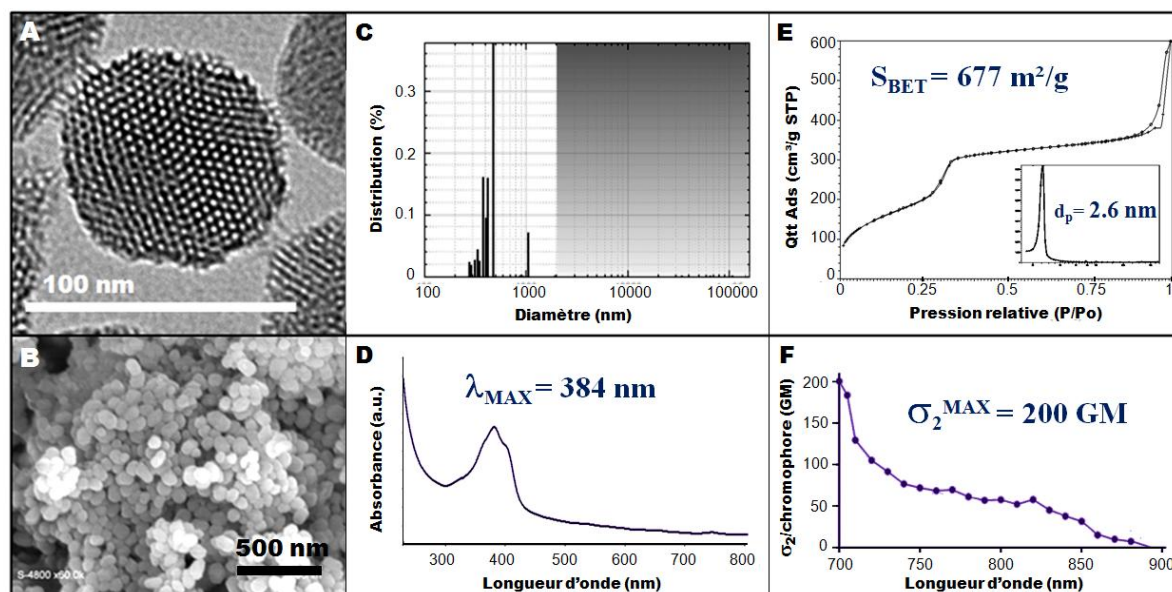 A
100 nm
B
500 nm
S-4800 x50.0k
C
Distribution (%)
0.3
0.2
0.1
0
100
1000
10000
100000
Diamètre (nm)
D
λMAX = 384 nm
Absorbance (a.u.)
300
400
500
600
700
800
Longueur d'onde (nm)
E
SBET = 677 m²/g
Qtt Ads (cm³/g STP)
600
500
400
300
200
100
0
dp = 2.6 nm
0
0.25
0.5
0.75
1
Pression relative (P/Po)
F
σ2MAX = 200 GM
σ2/chromophore (GM)
200
150
100
50
0
700
750
800
850
900
Longueur d'onde (nm)